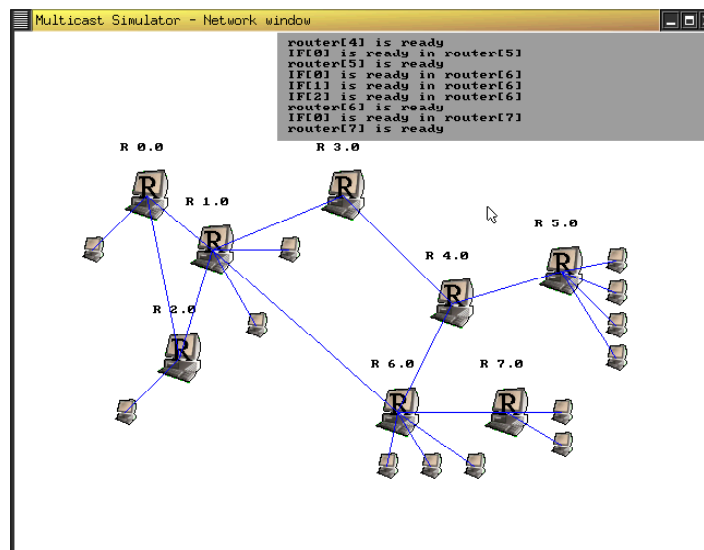 Multicast Simulator - Network window
router[4] is ready
IF[0] is ready in router[5]
router[5] is ready
IF[0] is ready in router[6]
IF[1] is ready in router[6]
IF[2] is ready in router[6]
router[6] is ready
IF[0] is ready in router[7]
router[7] is ready
R 0.0
R 3.0
R
R
R 1.0
R
R 5.0
R 4.0
R
R
R 2.0
R
R 6.0
R 7.0
R
R